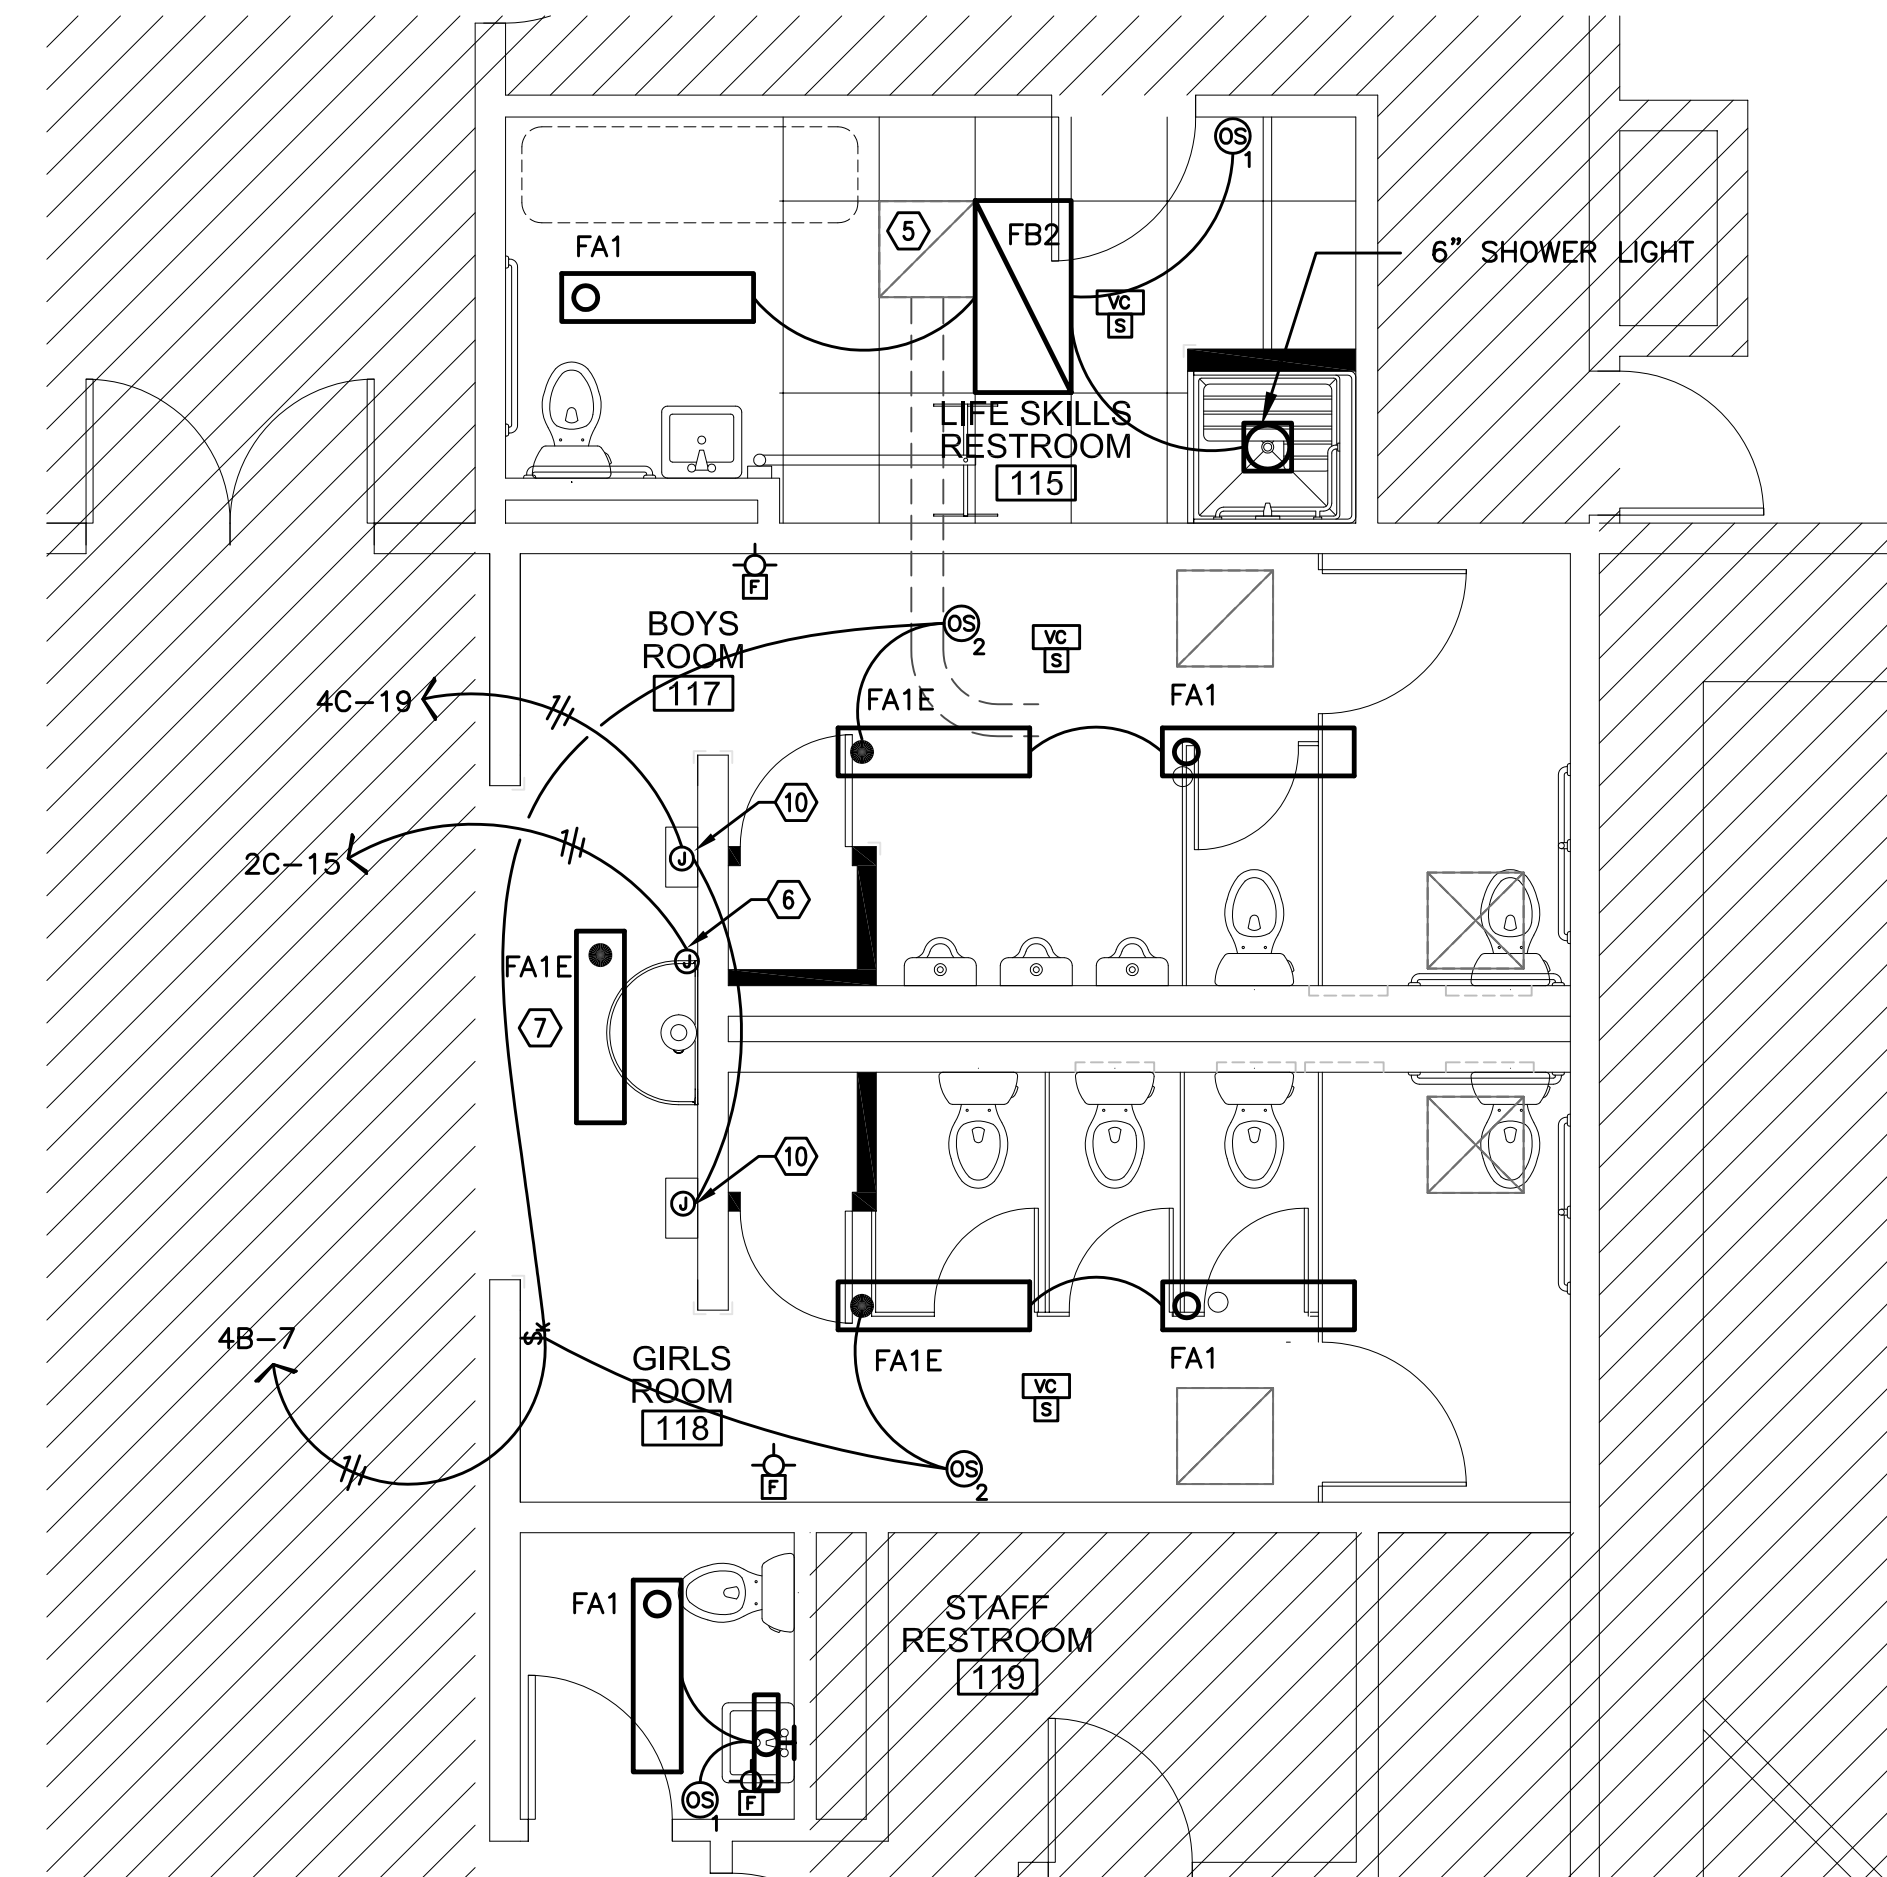 OS
1
5
FB2
FA1
6” SHOWER LIGHT
VC
S
LIFE SKILLS
RESTROOM
115
F
BOYS
ROOM
117
OS
2
VC
S
4C-19
FA1E
FA1
10
J
2C-15
6
J
FA1E
7
10
J
4B-7
SK
GIRLS
ROOM
118
FA1E
FA1
VC
S
F
OS
2
FA1
STAFF
RESTROOM
119
OS
1
F